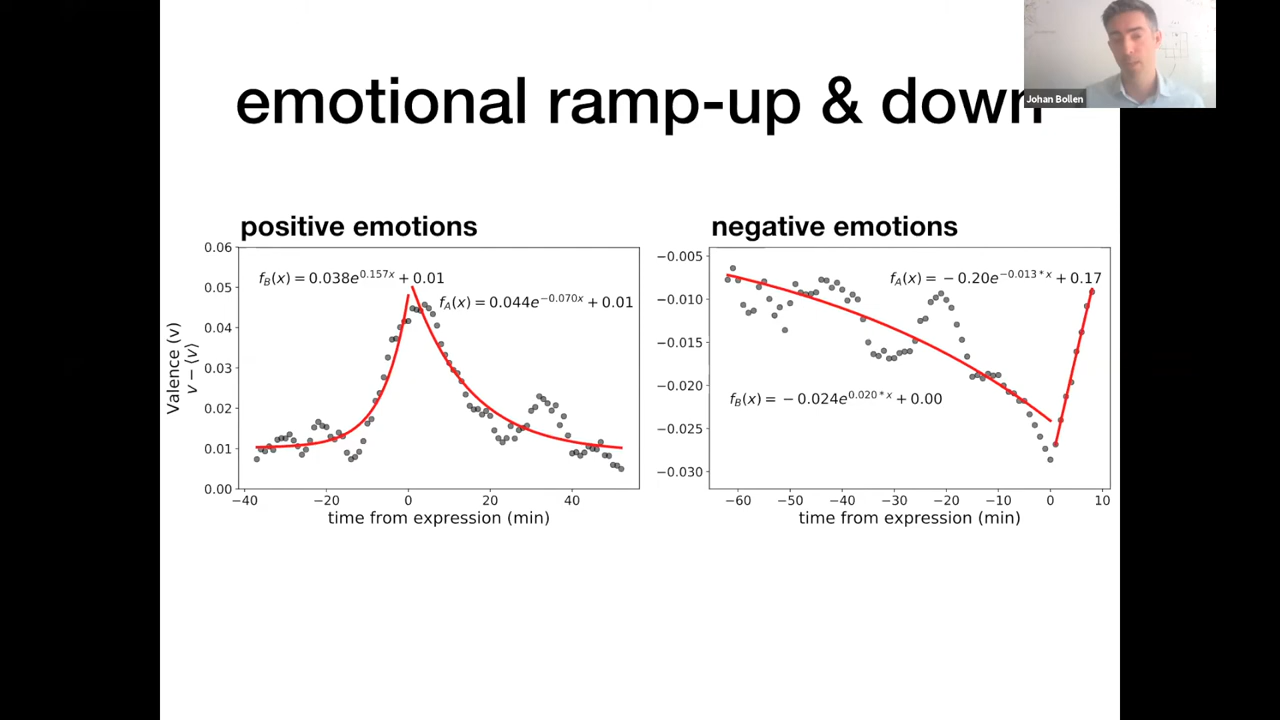 emotional ramp-up & down
Johan Bollen
positive emotions
0.06
0.05
0.04
0.03
0.02
0.01
0.00
Valence (v)
v − ⟨v⟩
f_B(x) = 0.038e^{0.157x} + 0.01
f_A(x) = 0.044e^{−0.070x} + 0.01
−40
−20
0
20
40
time from expression (min)
negative emotions
−0.005
−0.010
−0.015
−0.020
−0.025
−0.030
f_A(x) = −0.20e^{−0.013*x} + 0.17
f_B(x) = −0.024e^{0.020*x} + 0.00
−60
−50
−40
−30
−20
−10
0
10
time from expression (min)